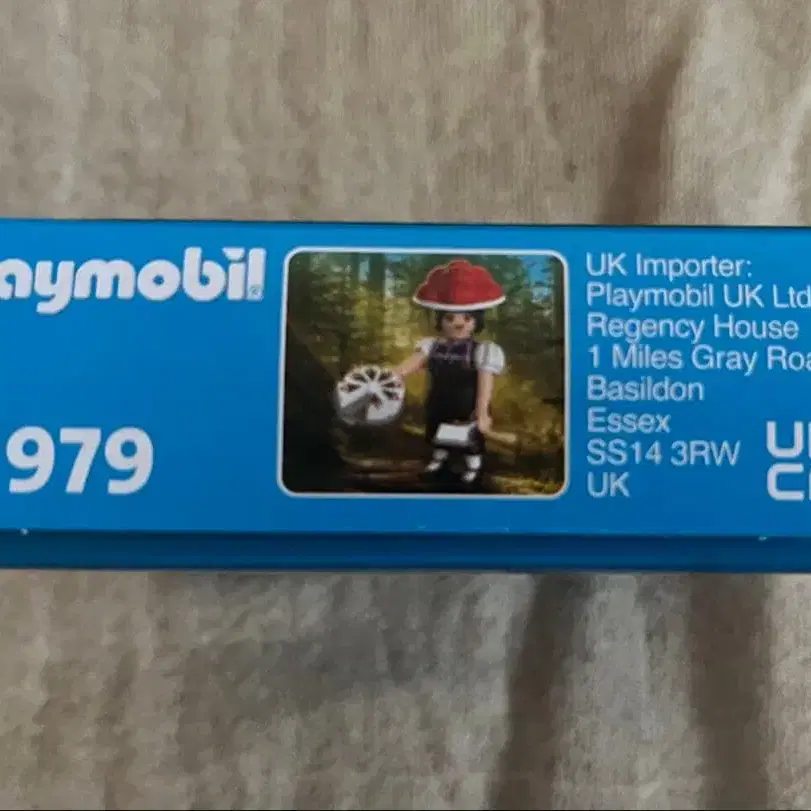 aymobil®
979
UK Importer:
Playmobil UK Ltd
Regency House
1 Miles Gray Roa
Basildon
Essex
SS14 3RW
UK